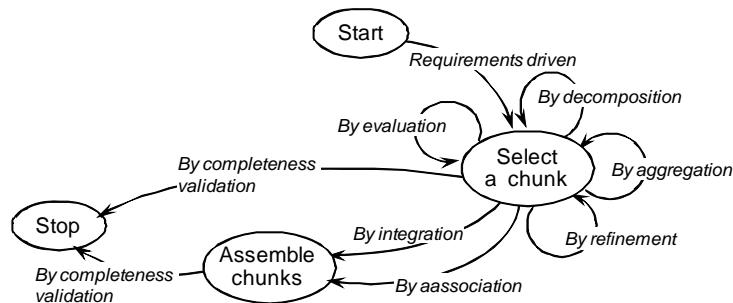 Start
Requirements driven
By decomposition
By evaluation
Select
a chunk
By aggregation
By completeness
validation
Stop
By integration
By refinement
Assemble
chunks
By completeness
validation
By aassociation